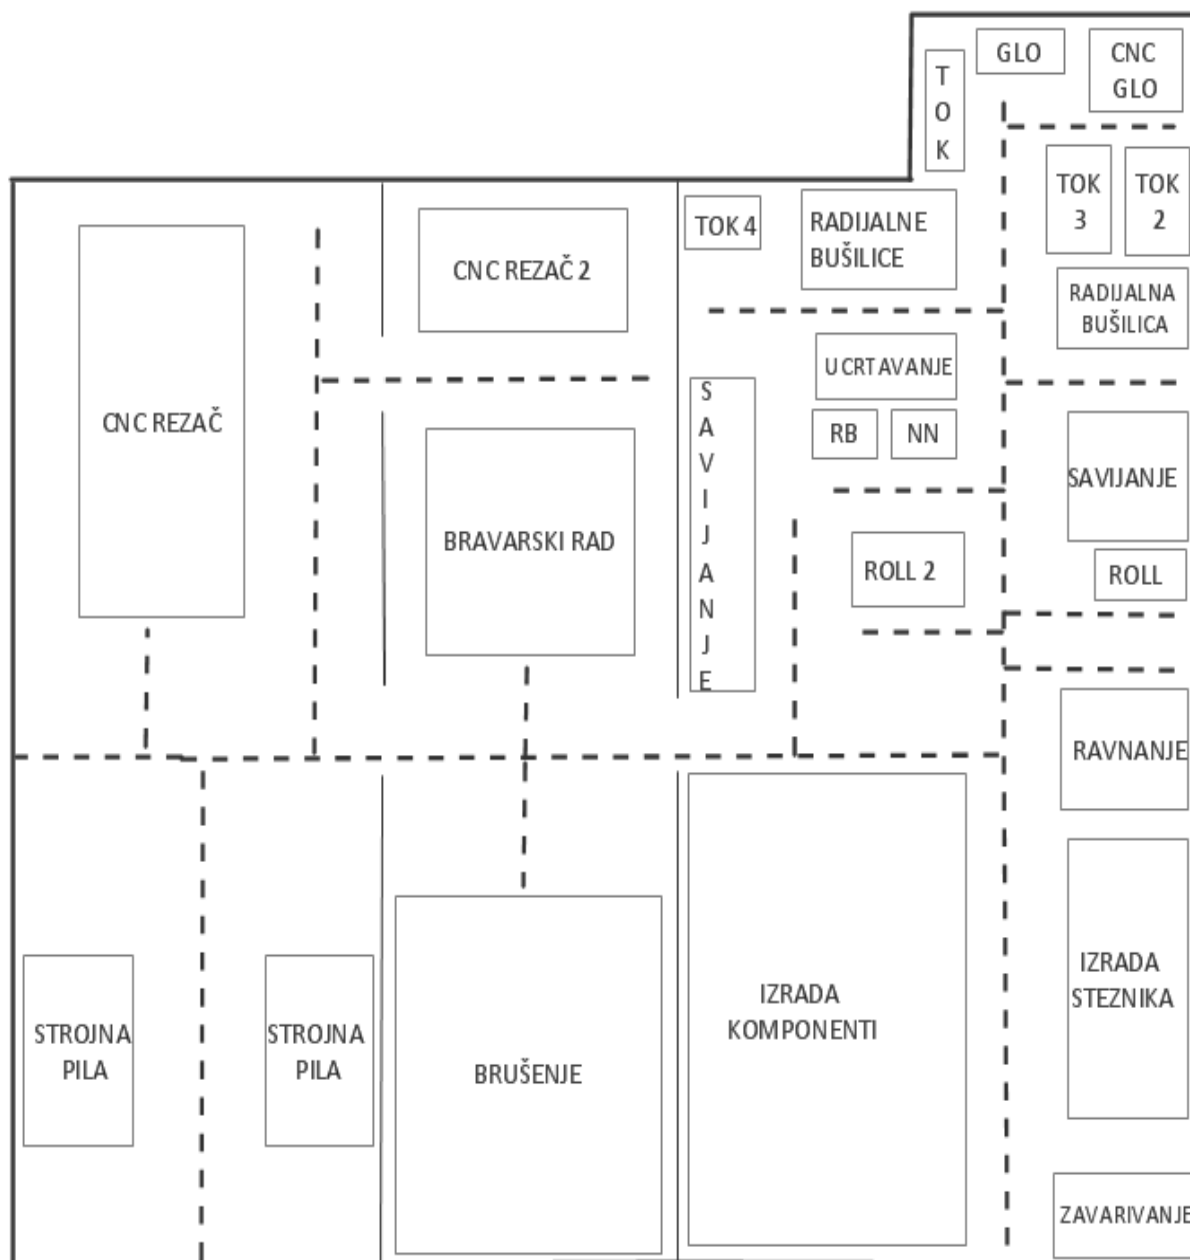 GLO
CNC
GLO
TOK
TOK
3
TOK
2
TOK 4
RADIJALNE
BUŠILICE
CNC REZAČ 2
RADIJALNA
BUŠILICA
UCRTAVANJE
CNC REZAČ
RB
NN
SAVIJANJE
SAVIJANJE
BRAVARSKI RAD
ROLL 2
ROLL
RAVNANJE
IZRADA
STEZNIKA
IZRADA
KOMPONENTI
STROJNA
PILA
STROJNA
PILA
BRUŠENJE
ZAVARIVANJE